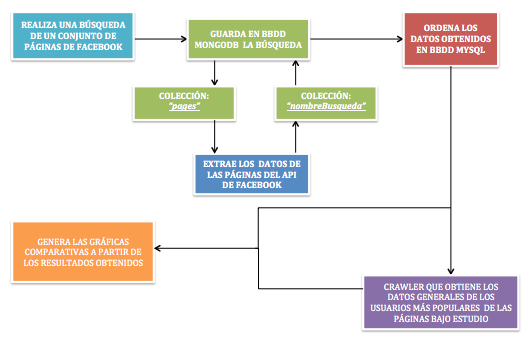 REALIZA UNA BÚSQUEDA
DE UN CONJUNTO DE
PÁGINAS DE FACEBOOK
GUARDA EN BBDD
MONGODB LA BÚSQUEDA
ORDENA LOS
DATOS OBTENIDOS
EN BBDD MYSQL
COLECCIÓN:
"pages"
COLECCIÓN:
"nombreBusqueda"
EXTRAE LOS DATOS DE
LAS PÁGINAS DEL API
DE FACEBOOK
GENERA LAS GRÁFICAS
COMPARATIVAS A PARTIR DE
LOS RESULTADOS OBTENIDOS
CRAWLER QUE OBTIENE LOS
DATOS GENERALES DE LOS
USUARIOS MÁS POPULARES DE LAS
PÁGINAS BAJO ESTUDIO